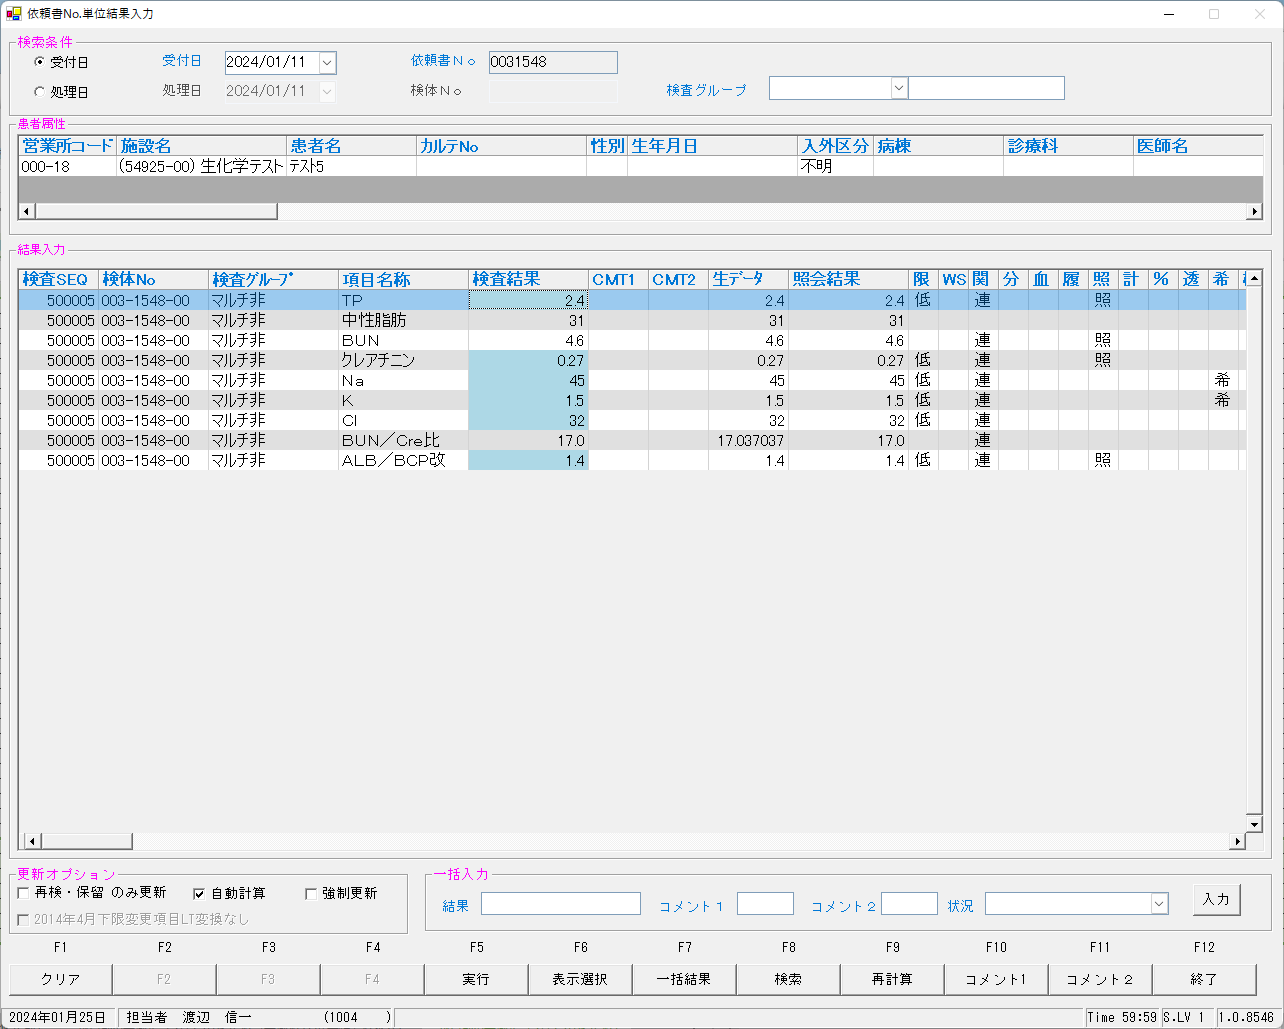 依頼書No.単位結果入力
検索条件
受付日 受付日 2024/01/11 依頼書Ｎｏ 0031548
処理日 処理日 2024/01/11 検体Ｎｏ 検査グループ
患者属性
営業所コード 施設名 患者名 カルテNo 性別 生年月日 入外区分 病棟 診療科 医師名
000-18 (54925-00) 生化学テスト ﾃｽﾄ5 不明
結果入力
検査SEQ 検体No 検査ｸﾞﾙｰﾌﾟ 項目名称 検査結果 CMT1 CMT2 生ﾃﾞｰﾀ 照会結果 限 WS 関 分 血 履 照 計 % 透 希
500005 003-1548-00 マルチ非 ＴＰ 2.4 2.4 2.4 低 連 照
500005 003-1548-00 マルチ非 中性脂肪 31 31 31
500005 003-1548-00 マルチ非 ＢＵＮ 4.6 4.6 4.6 連 照
500005 003-1548-00 マルチ非 クレアチニン 0.27 0.27 0.27 低 連 照
500005 003-1548-00 マルチ非 Ｎａ 45 45 45 低 連 希
500005 003-1548-00 マルチ非 Ｋ 1.5 1.5 1.5 低 連 希
500005 003-1548-00 マルチ非 Ｃｌ 32 32 32 低 連
500005 003-1548-00 マルチ非 ＢＵＮ／Ｃｒｅ比 17.0 17.037037 17.0 連
500005 003-1548-00 マルチ非 ＡＬＢ／ＢＣＰ改 1.4 1.4 1.4 低 連 照
更新オプション 一括入力
再検・保留 のみ更新 自動計算 強制更新
結果 コメント１ コメント２ 状況 入力
2014年4月下限変更項目LT変換なし
F1 F2 F3 F4 F5 F6 F7 F8 F9 F10 F11 F12
クリア F2 F3 F4 実行 表示選択 一括結果 検索 再計算 コメント1 コメント２ 終了
2024年01月25日 担当者 渡辺 信一 (1004 ) Time 59:59 S.LV 1 1.0.8546